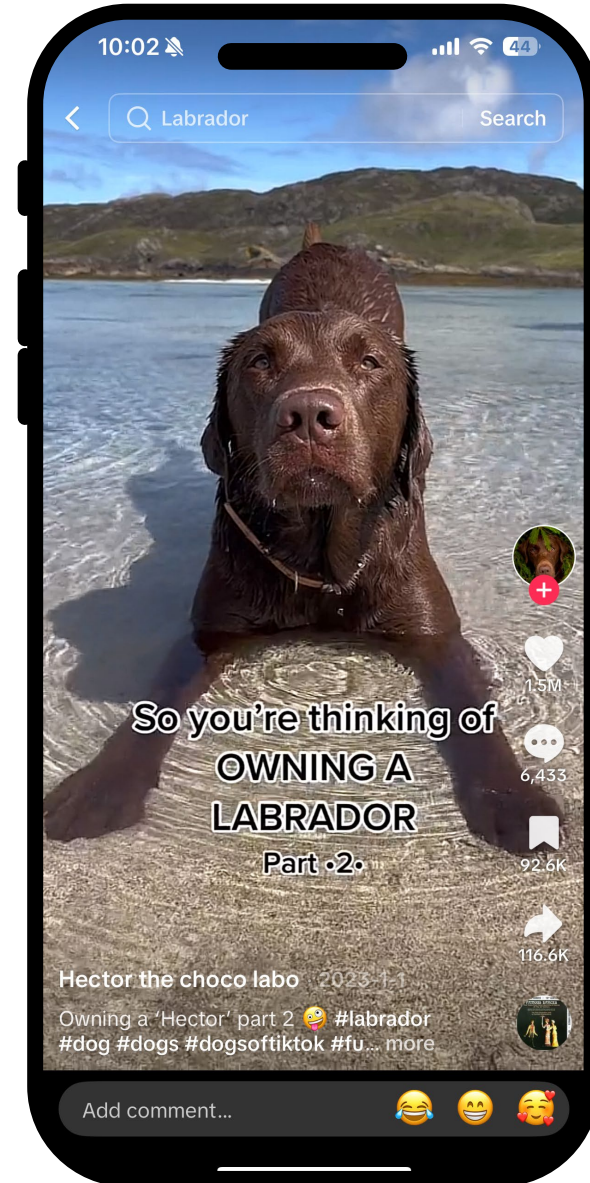 10:02
44
Labrador
Search
So you're thinking of
OWNING A
LABRADOR
Part •2•
1.5M
6,433
92.6K
116.6K
Hector the choco labo · 2023-1-1
Owning a 'Hector' part 2 🤪 #labrador
#dog #dogs #dogsoftiktok #fu... more
Add comment...